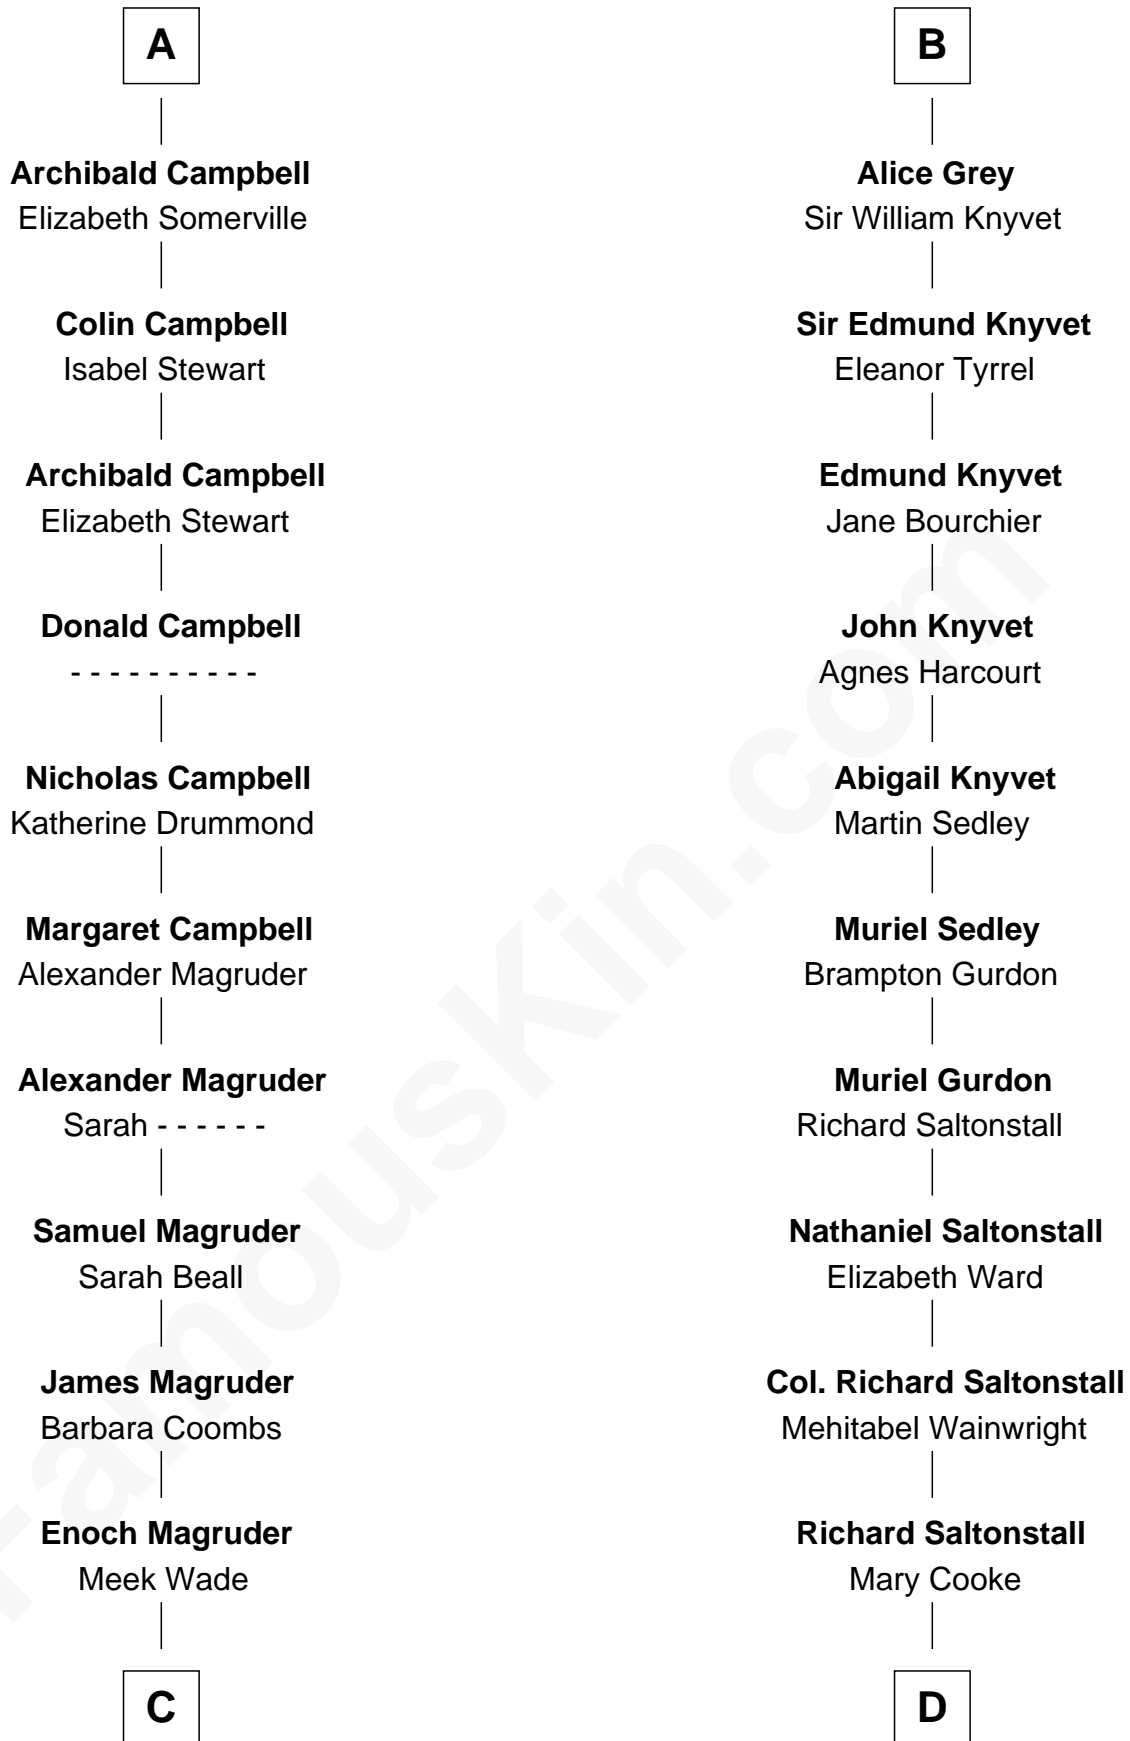 A
Archibald Campbell
Elizabeth Somerville
Colin Campbell
Isabel Stewart
Archibald Campbell
Elizabeth Stewart
Donald Campbell
- - - - - - - - - -
Nicholas Campbell
Katherine Drummond
Margaret Campbell
Alexander Magruder
Alexander Magruder
Sarah - - - - - -
Samuel Magruder
Sarah Beall
James Magruder
Barbara Coombs
Enoch Magruder
Meek Wade
C
B
Alice Grey
Sir William Knyvet
Sir Edmund Knyvet
Eleanor Tyrrel
Edmund Knyvet
Jane Bourchier
John Knyvet
Agnes Harcourt
Abigail Knyvet
Martin Sedley
Muriel Sedley
Brampton Gurdon
Muriel Gurdon
Richard Saltonstall
Nathaniel Saltonstall
Elizabeth Ward
Col. Richard Saltonstall
Mehitabel Wainwright
Richard Saltonstall
Mary Cooke
D
FamousKin.com